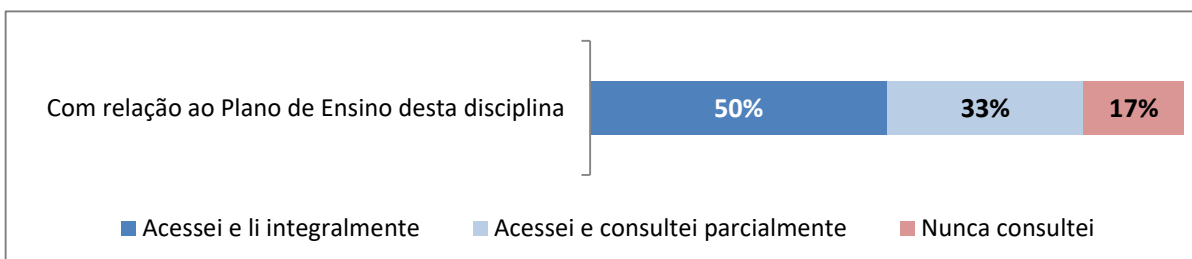 Com relação ao Plano de Ensino desta disciplina 50% 33% 17%
Acessei e li integralmente Acessei e consultei parcialmente Nunca consultei